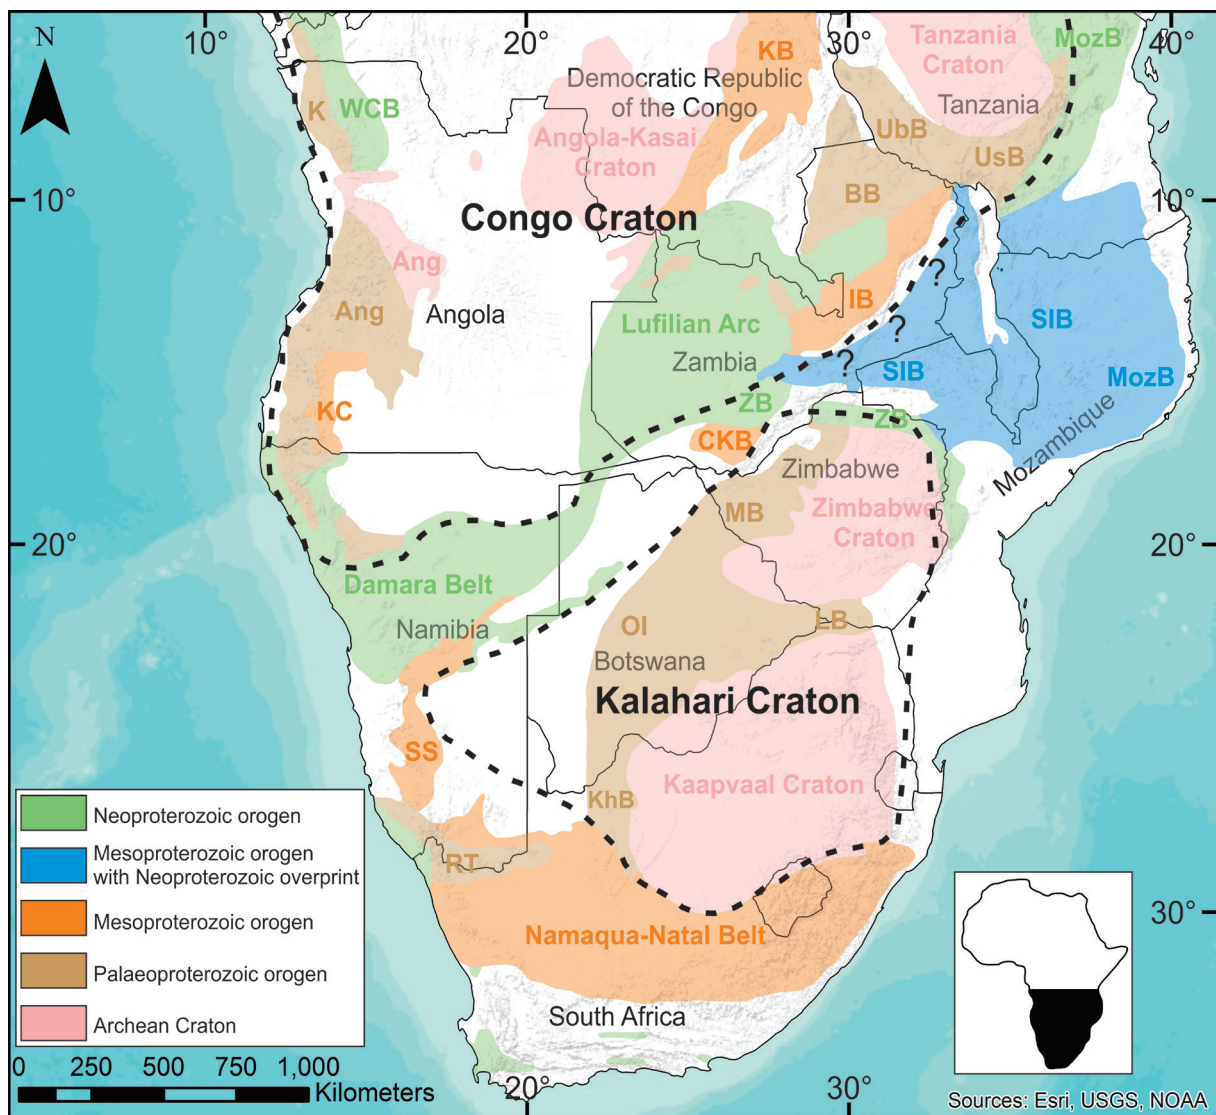 N
10°
20°
30°
40°
KB
Tanzania
Craton
MozB
Democratic Republic
of the Congo
K
WCB
Tanzania
Angola-Kasai
Craton
UbB
UsB
BB
10°
10°
Congo Craton
Ang
?
Ang
Angola
IB
Lufilian Arc
?
SIB
Zambia
?
SIB
MozB
KC
ZB
ZB
CKB
Mozambique
Zimbabwe
MB
Zimbabwe
Craton
20°
20°
Damara Belt
Namibia
OI
LB
Botswana
Kalahari Craton
SS
Kaapvaal Craton
KhB
RT
Namaqua-Natal Belt
30°
South Africa
Neoproterozoic orogen
Mesoproterozoic orogen
with Neoproterozoic overprint
Mesoproterozoic orogen
Palaeoproterozoic orogen
Archean Craton
0 250 500 750 1,000
Kilometers
20°
30°
Sources: Esri, USGS, NOAA